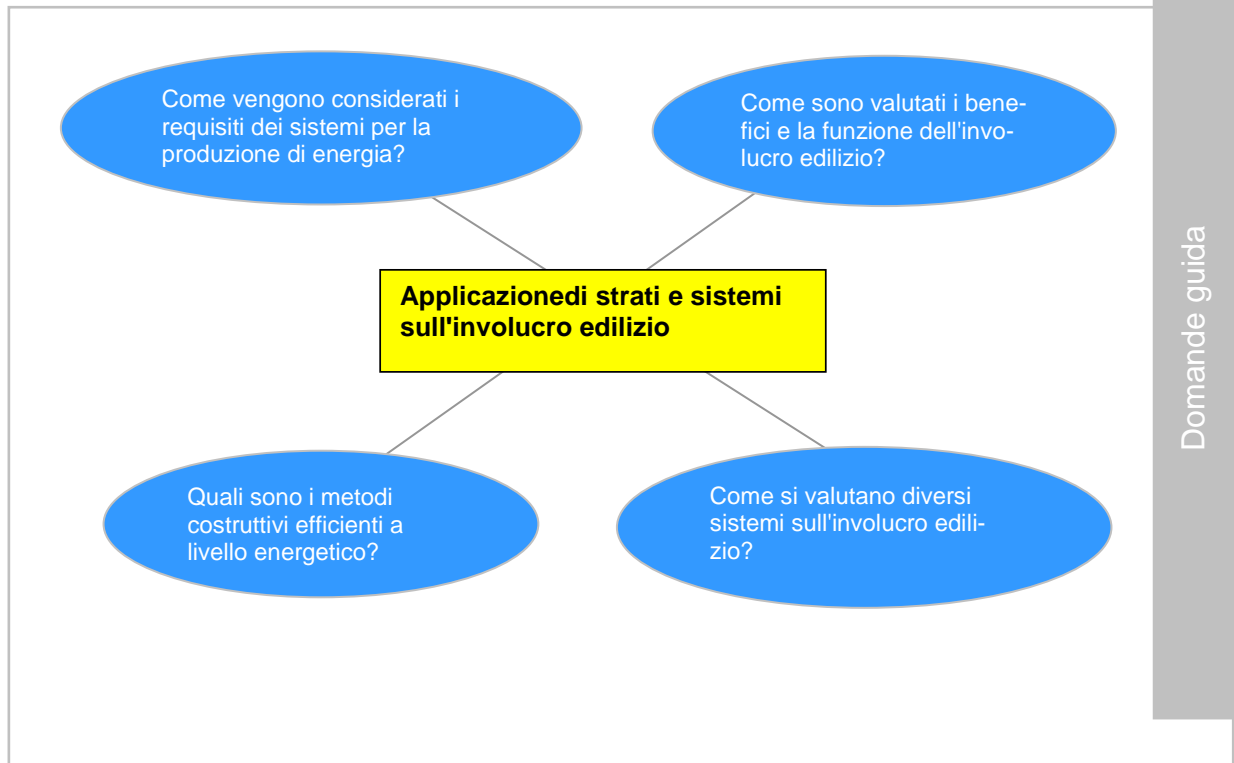 Come vengono considerati i
requisiti dei sistemi per la
produzione di energia?
Come sono valutati i bene-
fici e la funzione dell'invo-
lucro edilizio?
Applicazionedi strati e sistemi
sull'involucro edilizio
Quali sono i metodi
costruttivi efficienti a
livello energetico?
Come si valutano diversi
sistemi sull'involucro edili-
zio?
Domande guida